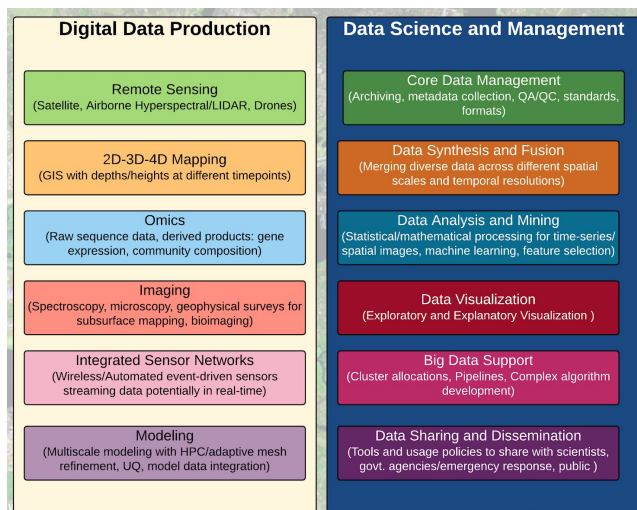 Digital Data Production
Remote Sensing
(Satellite, Airborne Hyperspectral/LIDAR, Drones)
2D-3D-4D Mapping
(GIS with depths/heights at different timepoints)
Omics
(Raw sequence data, derived products: gene
expression, community composition)
Imaging
(Spectroscopy, microscopy, geophysical surveys for
subsurface mapping, bioimaging)
Integrated Sensor Networks
(Wireless/Automated event-driven sensors
streaming data potentially in real-time)
Modeling
(Multiscale modeling with HPC/adaptive mesh
refinement, UQ, model data integration)
Data Science and Management
Core Data Management
(Archiving, metadata collection, QA/QC, standards,
formats)
Data Synthesis and Fusion
(Merging diverse data across different spatial
scales and temporal resolutions)
Data Analysis and Mining
(Statistical/mathematical processing for time-series/
spatial images, machine learning, feature selection)
Data Visualization
(Exploratory and Explanatory Visualization )
Big Data Support
(Cluster allocations, Pipelines, Complex algorithm
development)
Data Sharing and Dissemination
(Tools and usage policies to share with scientists,
govt. agencies/emergency response, public )